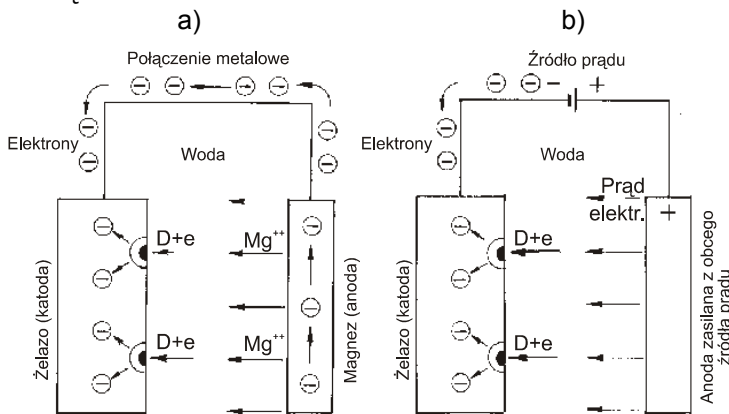 a)
Połączenie metalowe
Elektrony
Woda
D+e
Mg++
D+e
Mg++
Żelazo (katoda)
Magnez (anoda)
b)
Źródło prądu
− +
Elektrony
Woda
Prąd
elektr.
+
D+e
D+e
Żelazo (katoda)
Anoda zasilana z obcego
źródła pradu